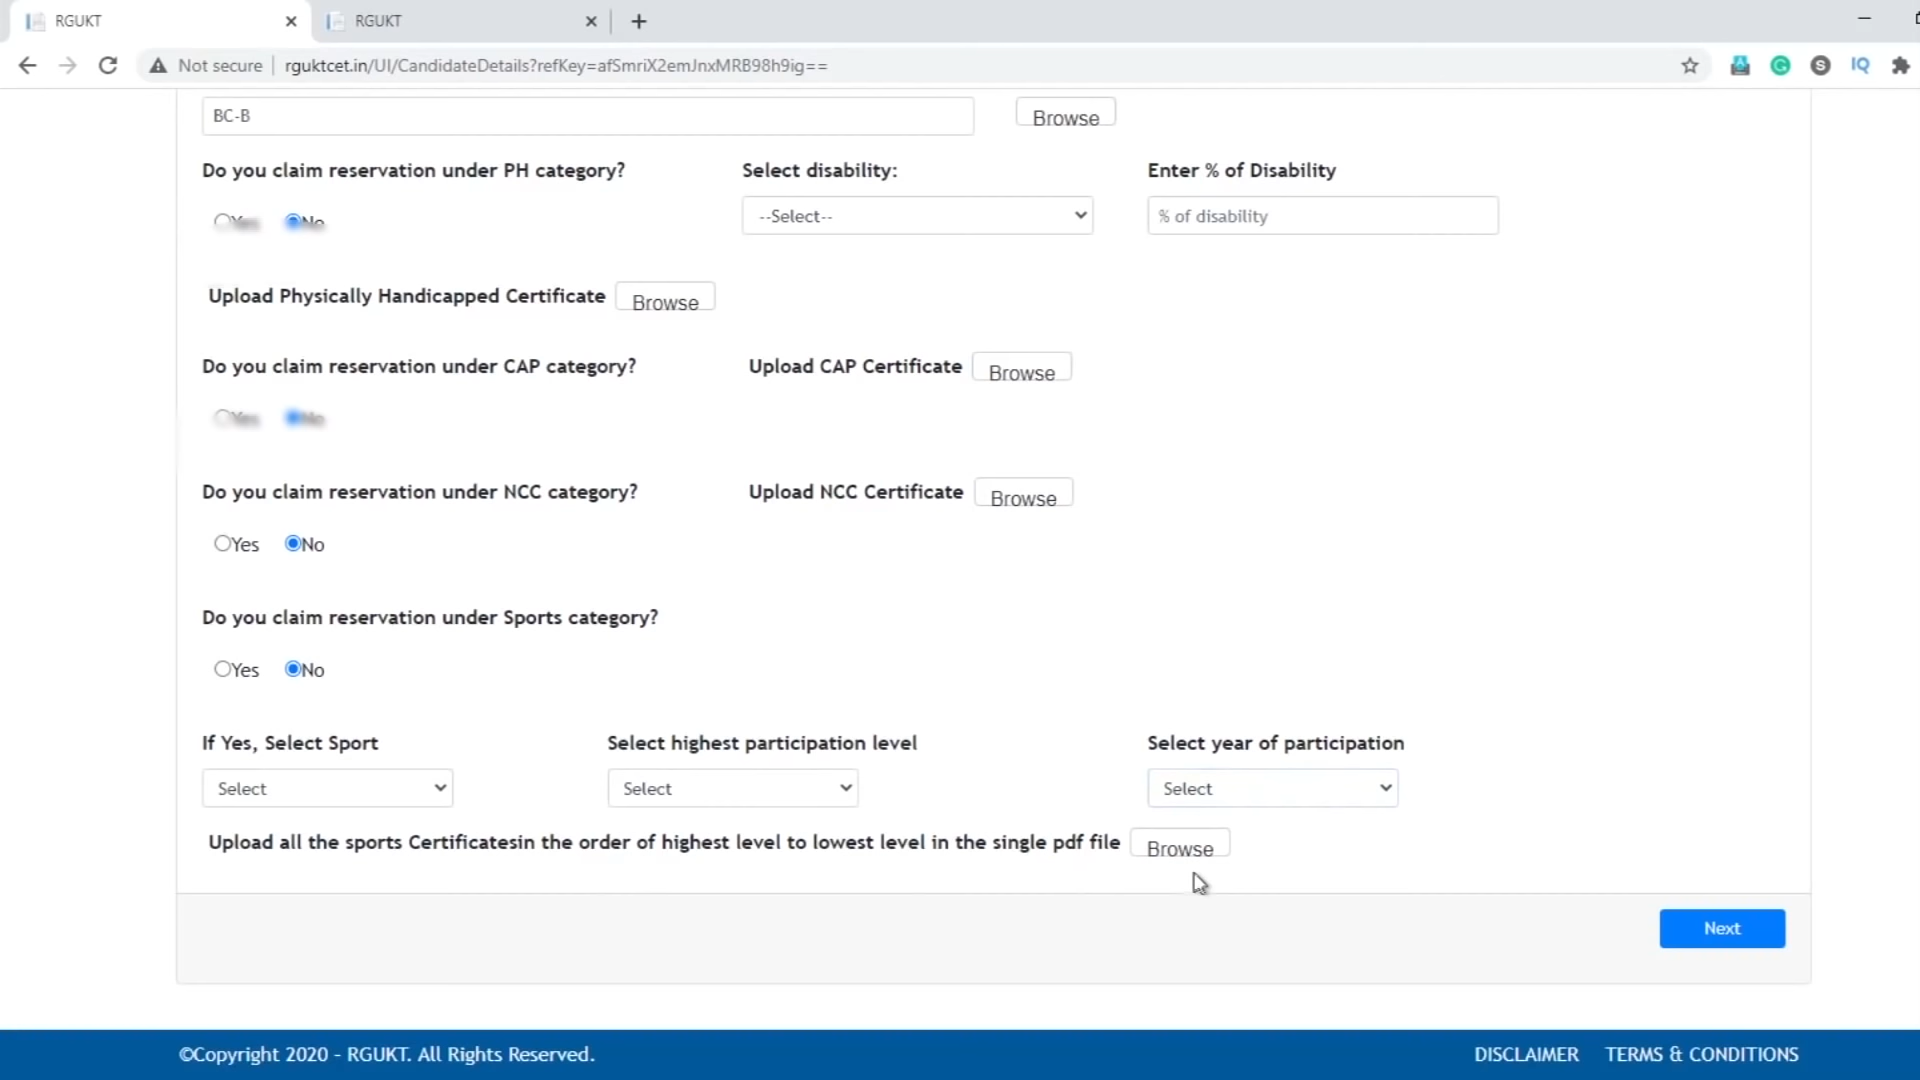 RGUKT
RGUKT
Not secure
rguktcet.in/UI/CandidateDetails?refKey=afSmriX2emJnxMRB98h9ig==
IQ
BC-B
Browse
Do you claim reservation under PH category?
Select disability:
Enter % of Disability
Yes No
--Select--
% of disability
Upload Physically Handicapped Certificate
Browse
Do you claim reservation under CAP category?
Upload CAP Certificate
Browse
Yes No
Do you claim reservation under NCC category?
Upload NCC Certificate
Browse
Yes No
Do you claim reservation under Sports category?
Yes No
If Yes, Select Sport
Select highest participation level
Select year of participation
Select
Select
Select
Upload all the sports Certificatesin the order of highest level to lowest level in the single pdf file
Browse
Next
©Copyright 2020 - RGUKT. All Rights Reserved.
DISCLAIMER
TERMS & CONDITIONS